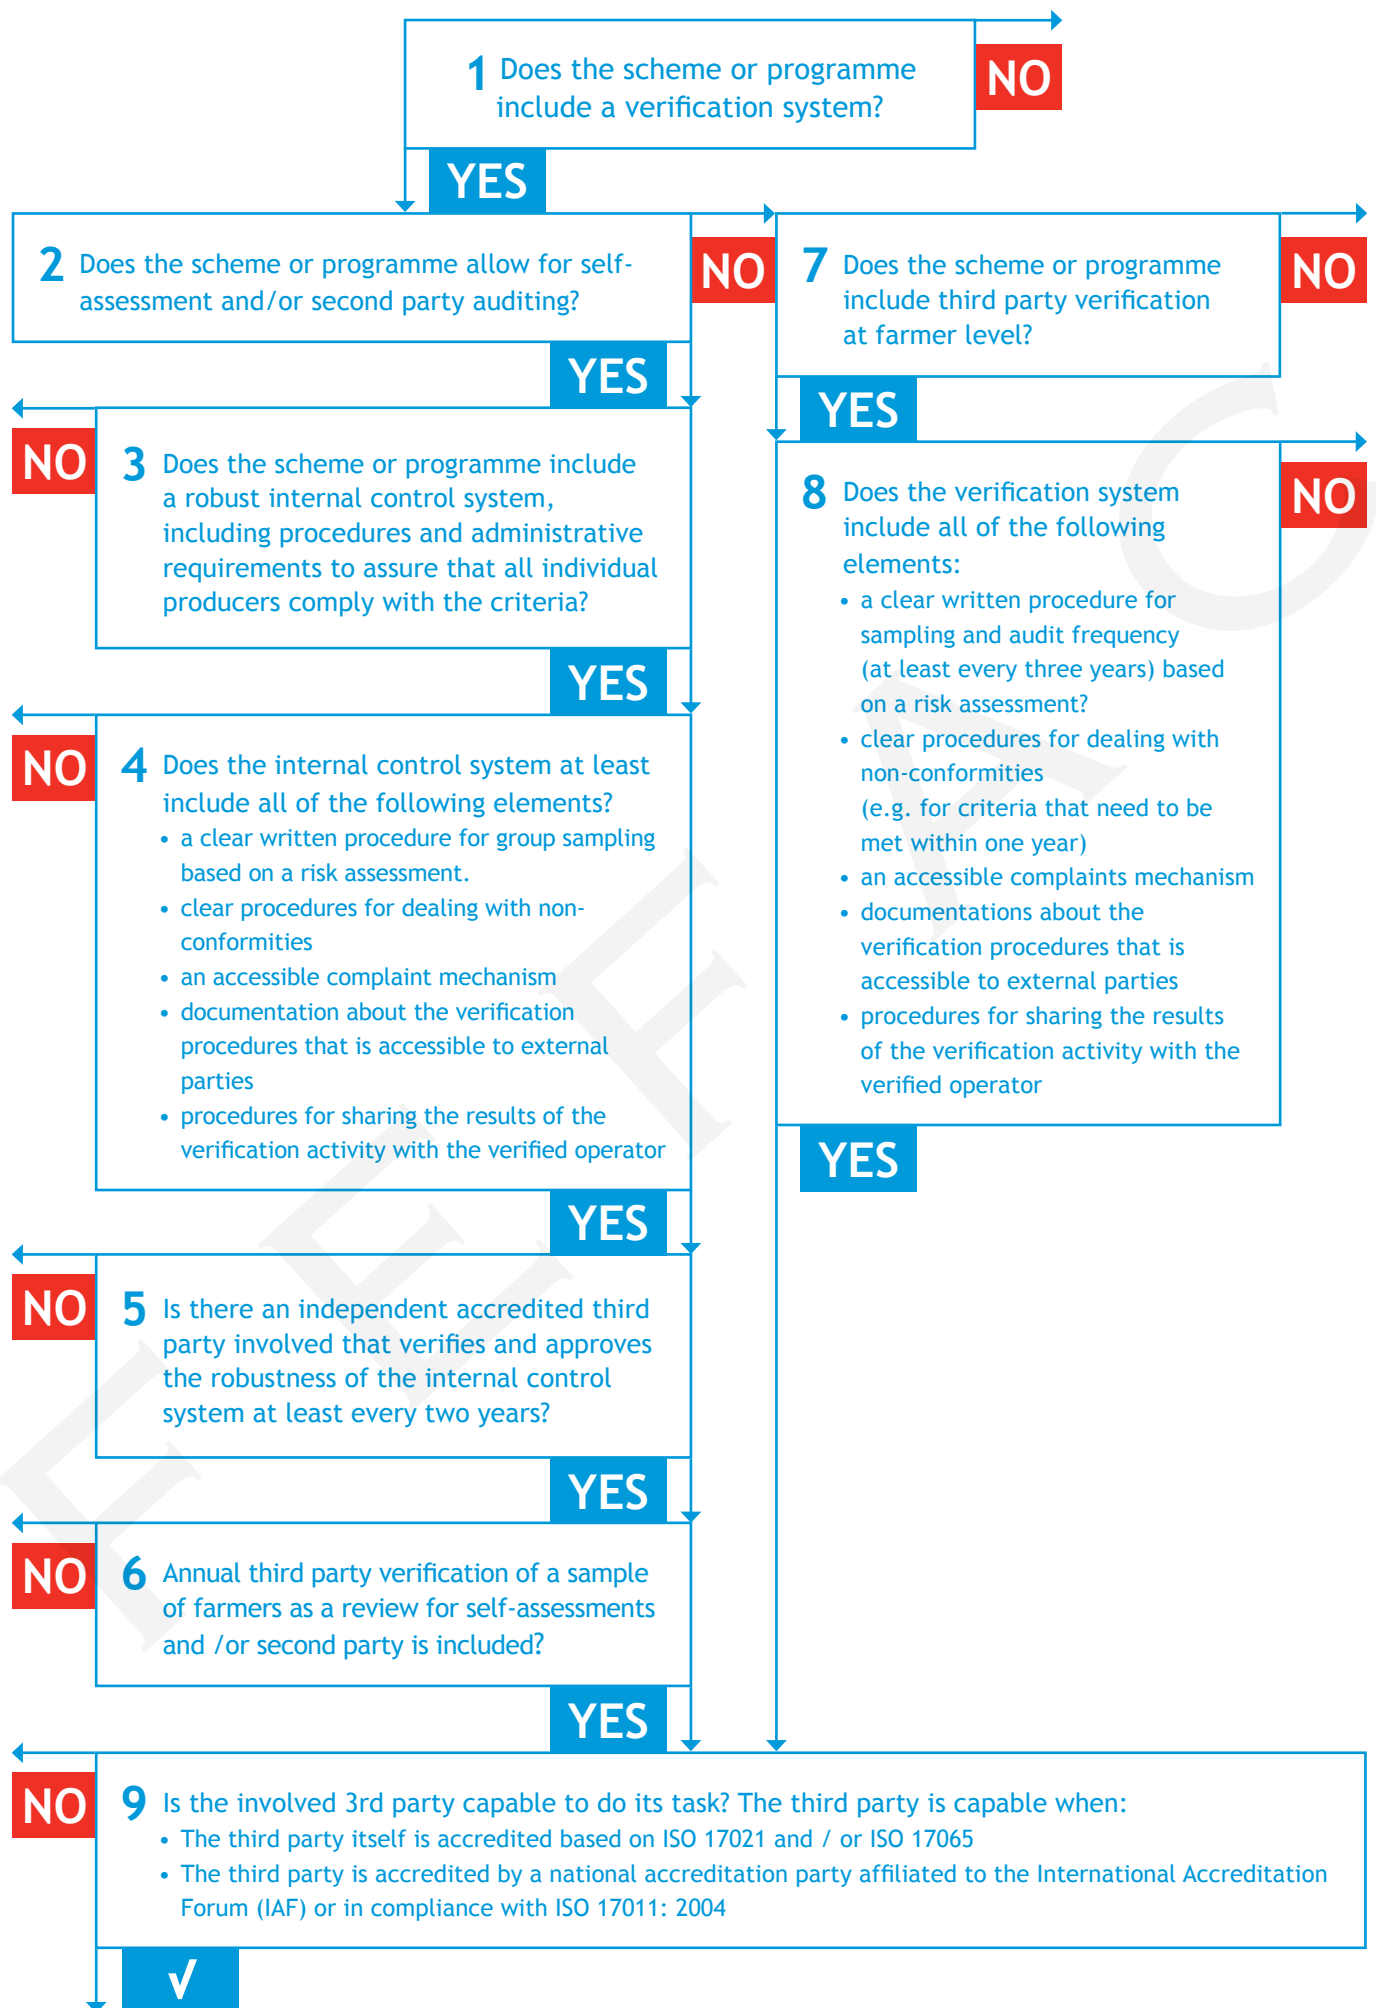 1 Does the scheme or programme
include a verification system?
NO
YES
2 Does the scheme or programme allow for self-
assessment and/or second party auditing?
NO
YES
7 Does the scheme or programme
include third party verification
at farmer level?
NO
YES
NO
3 Does the scheme or programme include
a robust internal control system,
including procedures and administrative
requirements to assure that all individual
producers comply with the criteria?
YES
8 Does the verification system
include all of the following
elements:
• a clear written procedure for
sampling and audit frequency
(at least every three years) based
on a risk assessment?
• clear procedures for dealing with
non-conformities
(e.g. for criteria that need to be
met within one year)
• an accessible complaints mechanism
• documentations about the
verification procedures that is
accessible to external parties
• procedures for sharing the results
of the verification activity with the
verified operator
NO
YES
NO
4 Does the internal control system at least
include all of the following elements?
• a clear written procedure for group sampling
based on a risk assessment.
• clear procedures for dealing with non-
conformities
• an accessible complaint mechanism
• documentation about the verification
procedures that is accessible to external
parties
• procedures for sharing the results of the
verification activity with the verified operator
YES
NO
5 Is there an independent accredited third
party involved that verifies and approves
the robustness of the internal control
system at least every two years?
YES
NO
6 Annual third party verification of a sample
of farmers as a review for self-assessments
and /or second party is included?
YES
NO
9 Is the involved 3rd party capable to do its task? The third party is capable when:
• The third party itself is accredited based on ISO 17021 and / or ISO 17065
• The third party is accredited by a national accreditation party affiliated to the International Accreditation
Forum (IAF) or in compliance with ISO 17011: 2004
√
FEFAC